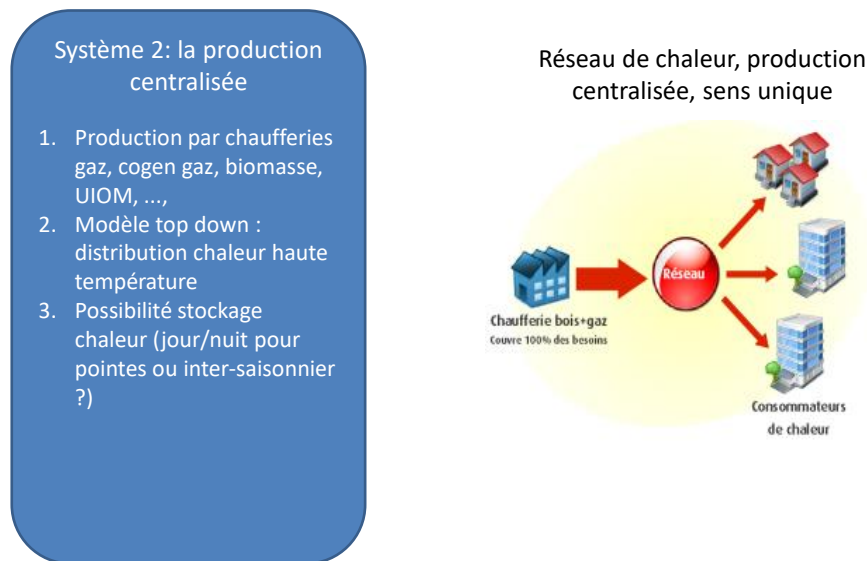 Système 2: la production
centralisée
1. Production par chaufferies
gaz, cogen gaz, biomasse,
UIOM, ...,
2. Modèle top down :
distribution chaleur haute
température
3. Possibilité stockage
chaleur (jour/nuit pour
pointes ou inter-saisonnier
?)
Réseau de chaleur, production
centralisée, sens unique
Réseau
Chaufferie bois+gaz
Couvre 100% des besoins
Consommateurs
de chaleur